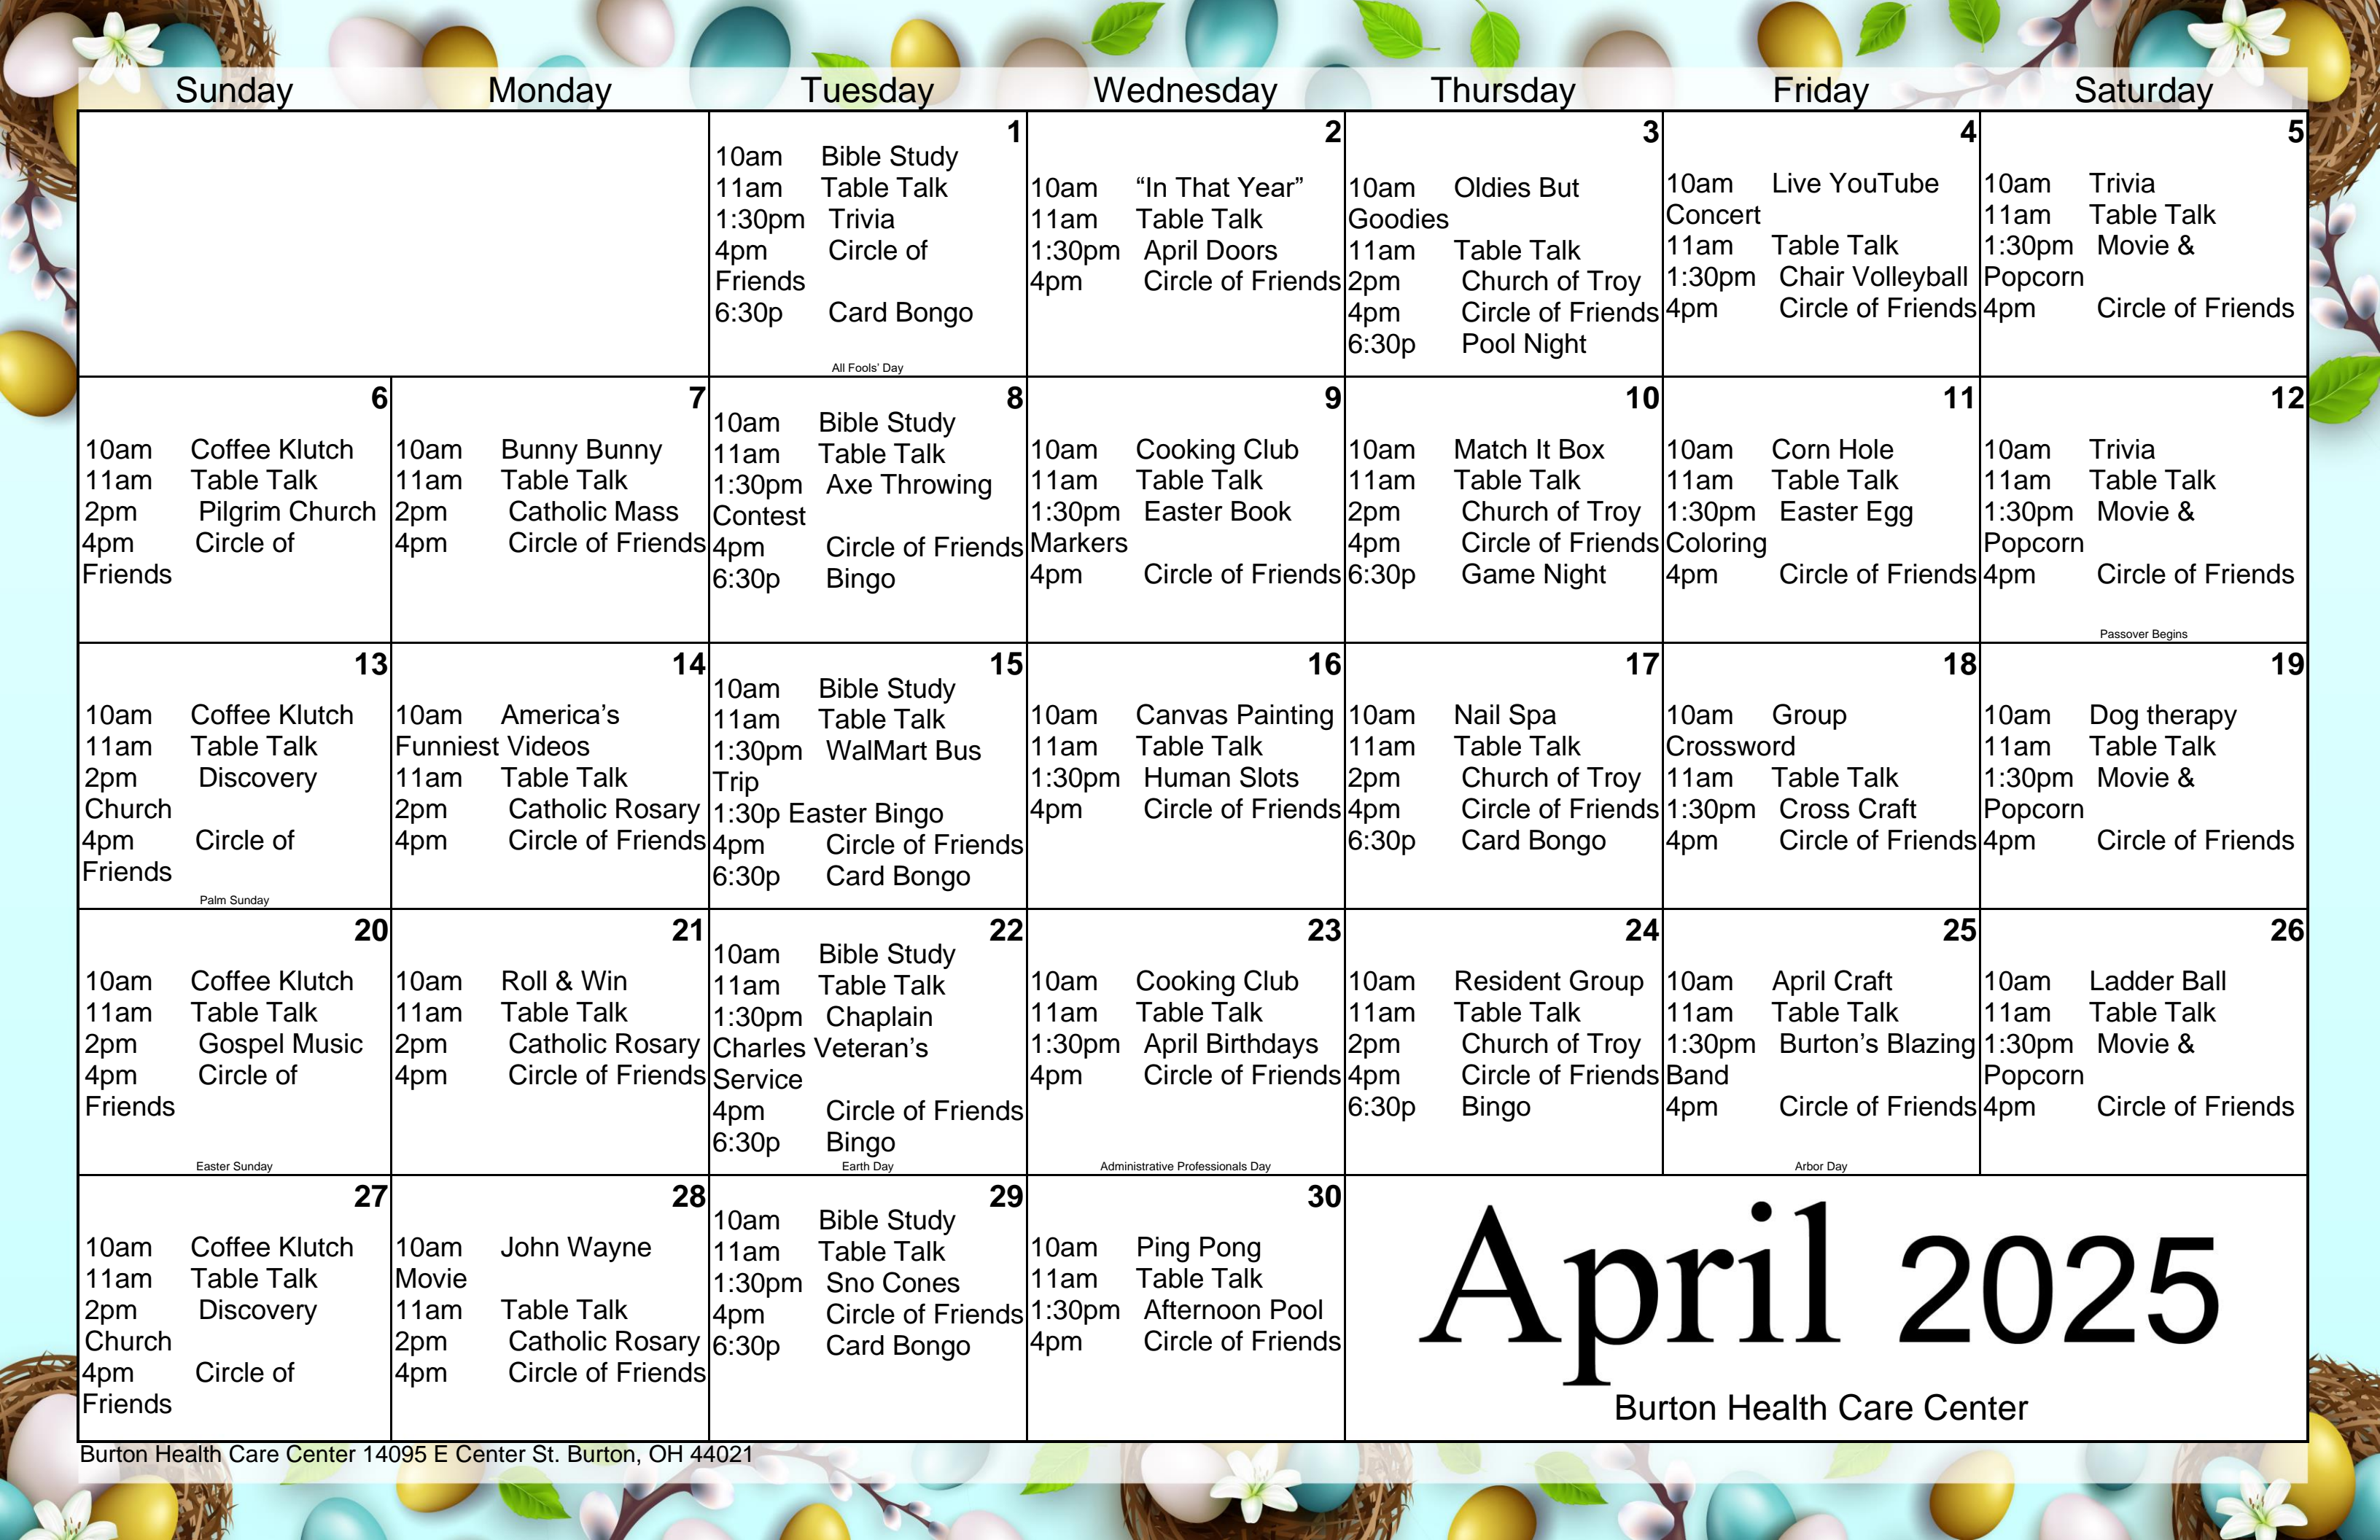 Sunday Monday Tuesday Wednesday Thursday Friday Saturday
1
10am Bible Study
11am Table Talk
1:30pm Trivia
4pm Circle of
Friends
6:30p Card Bongo
All Fools' Day
2
10am “In That Year”
11am Table Talk
1:30pm April Doors
4pm Circle of Friends
3
10am Oldies But
Goodies
11am Table Talk
2pm Church of Troy
4pm Circle of Friends
6:30p Pool Night
4
10am Live YouTube
Concert
11am Table Talk
1:30pm Chair Volleyball
4pm Circle of Friends
5
10am Trivia
11am Table Talk
1:30pm Movie &
Popcorn
4pm Circle of Friends
6
10am Coffee Klutch
11am Table Talk
2pm Pilgrim Church
4pm Circle of
Friends
7
10am Bunny Bunny
11am Table Talk
2pm Catholic Mass
4pm Circle of Friends
8
10am Bible Study
11am Table Talk
1:30pm Axe Throwing
Contest
4pm Circle of Friends
6:30p Bingo
9
10am Cooking Club
11am Table Talk
1:30pm Easter Book
Markers
4pm Circle of Friends
10
10am Match It Box
11am Table Talk
2pm Church of Troy
4pm Circle of Friends
6:30p Game Night
11
10am Corn Hole
11am Table Talk
1:30pm Easter Egg
Coloring
4pm Circle of Friends
12
10am Trivia
11am Table Talk
1:30pm Movie &
Popcorn
4pm Circle of Friends
Passover Begins
13
10am Coffee Klutch
11am Table Talk
2pm Discovery
Church
4pm Circle of
Friends
Palm Sunday
14
10am America’s
Funniest Videos
11am Table Talk
2pm Catholic Rosary
4pm Circle of Friends
15
10am Bible Study
11am Table Talk
1:30pm WalMart Bus
Trip
1:30p Easter Bingo
4pm Circle of Friends
6:30p Card Bongo
16
10am Canvas Painting
11am Table Talk
1:30pm Human Slots
4pm Circle of Friends
17
10am Nail Spa
11am Table Talk
2pm Church of Troy
4pm Circle of Friends
6:30p Card Bongo
18
10am Group
Crossword
11am Table Talk
1:30pm Cross Craft
4pm Circle of Friends
19
10am Dog therapy
11am Table Talk
1:30pm Movie &
Popcorn
4pm Circle of Friends
20
10am Coffee Klutch
11am Table Talk
2pm Gospel Music
4pm Circle of
Friends
Easter Sunday
21
10am Roll & Win
11am Table Talk
2pm Catholic Rosary
4pm Circle of Friends
22
10am Bible Study
11am Table Talk
1:30pm Chaplain
Charles Veteran’s
Service
4pm Circle of Friends
6:30p Bingo
Earth Day
23
10am Cooking Club
11am Table Talk
1:30pm April Birthdays
4pm Circle of Friends
Administrative Professionals Day
24
10am Resident Group
11am Table Talk
2pm Church of Troy
4pm Circle of Friends
6:30p Bingo
25
10am April Craft
11am Table Talk
1:30pm Burton’s Blazing
Band
4pm Circle of Friends
Arbor Day
26
10am Ladder Ball
11am Table Talk
1:30pm Movie &
Popcorn
4pm Circle of Friends
27
10am Coffee Klutch
11am Table Talk
2pm Discovery
Church
4pm Circle of
Friends
28
10am John Wayne
Movie
11am Table Talk
2pm Catholic Rosary
4pm Circle of Friends
29
10am Bible Study
11am Table Talk
1:30pm Sno Cones
4pm Circle of Friends
6:30p Card Bongo
30
10am Ping Pong
11am Table Talk
1:30pm Afternoon Pool
4pm Circle of Friends
April 2025
Burton Health Care Center
Burton Health Care Center 14095 E Center St. Burton, OH 44021